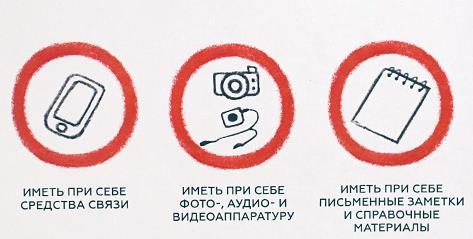 ИМЕТЬ ПРИ СЕБЕ
СРЕДСТВА СВЯЗИ
ИМЕТЬ ПРИ СЕБЕ
ФОТО-, АУДИО- И
ВИДЕОАППАРАТУРУ
ИМЕТЬ ПРИ СЕБЕ
ПИСЬМЕННЫЕ ЗАМЕТКИ
И СПРАВОЧНЫЕ
МАТЕРИАЛЫ